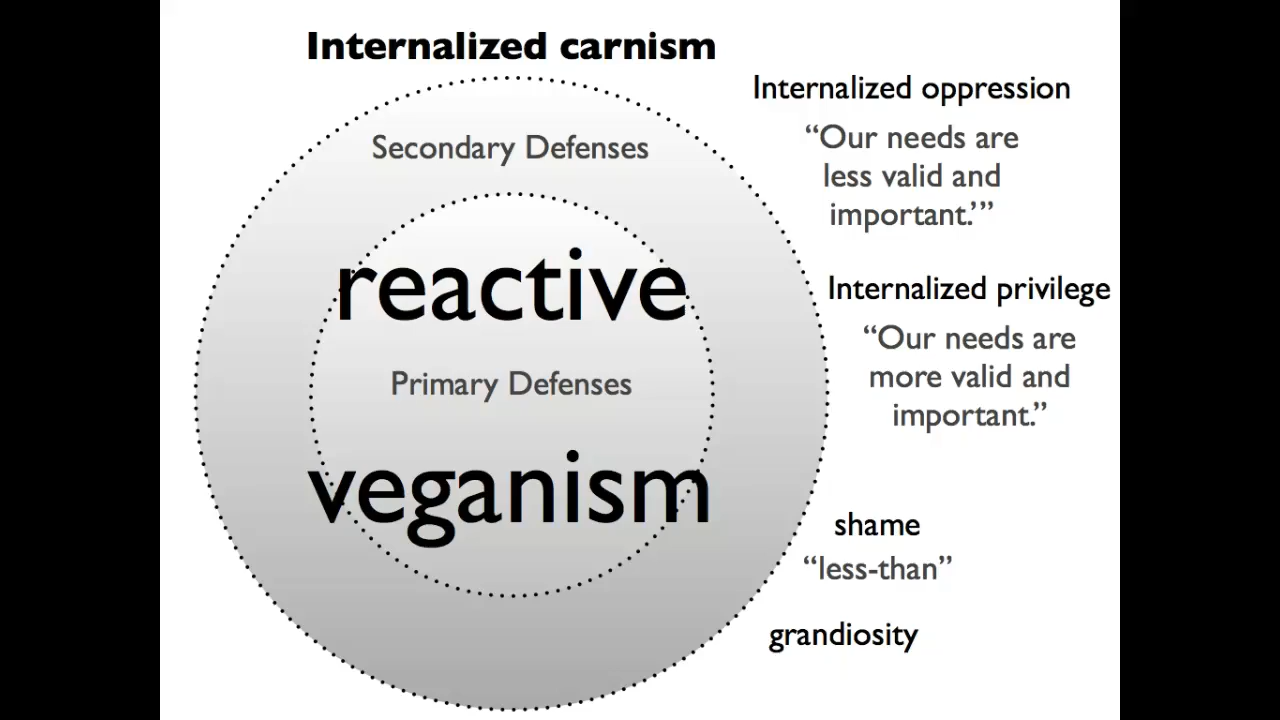 Internalized carnism
Secondary Defenses
reactive
Primary Defenses
veganism
Internalized oppression
“Our needs are
less valid and
important.’”
Internalized privilege
“Our needs are
more valid and
important.”
shame
“less-than”
grandiosity